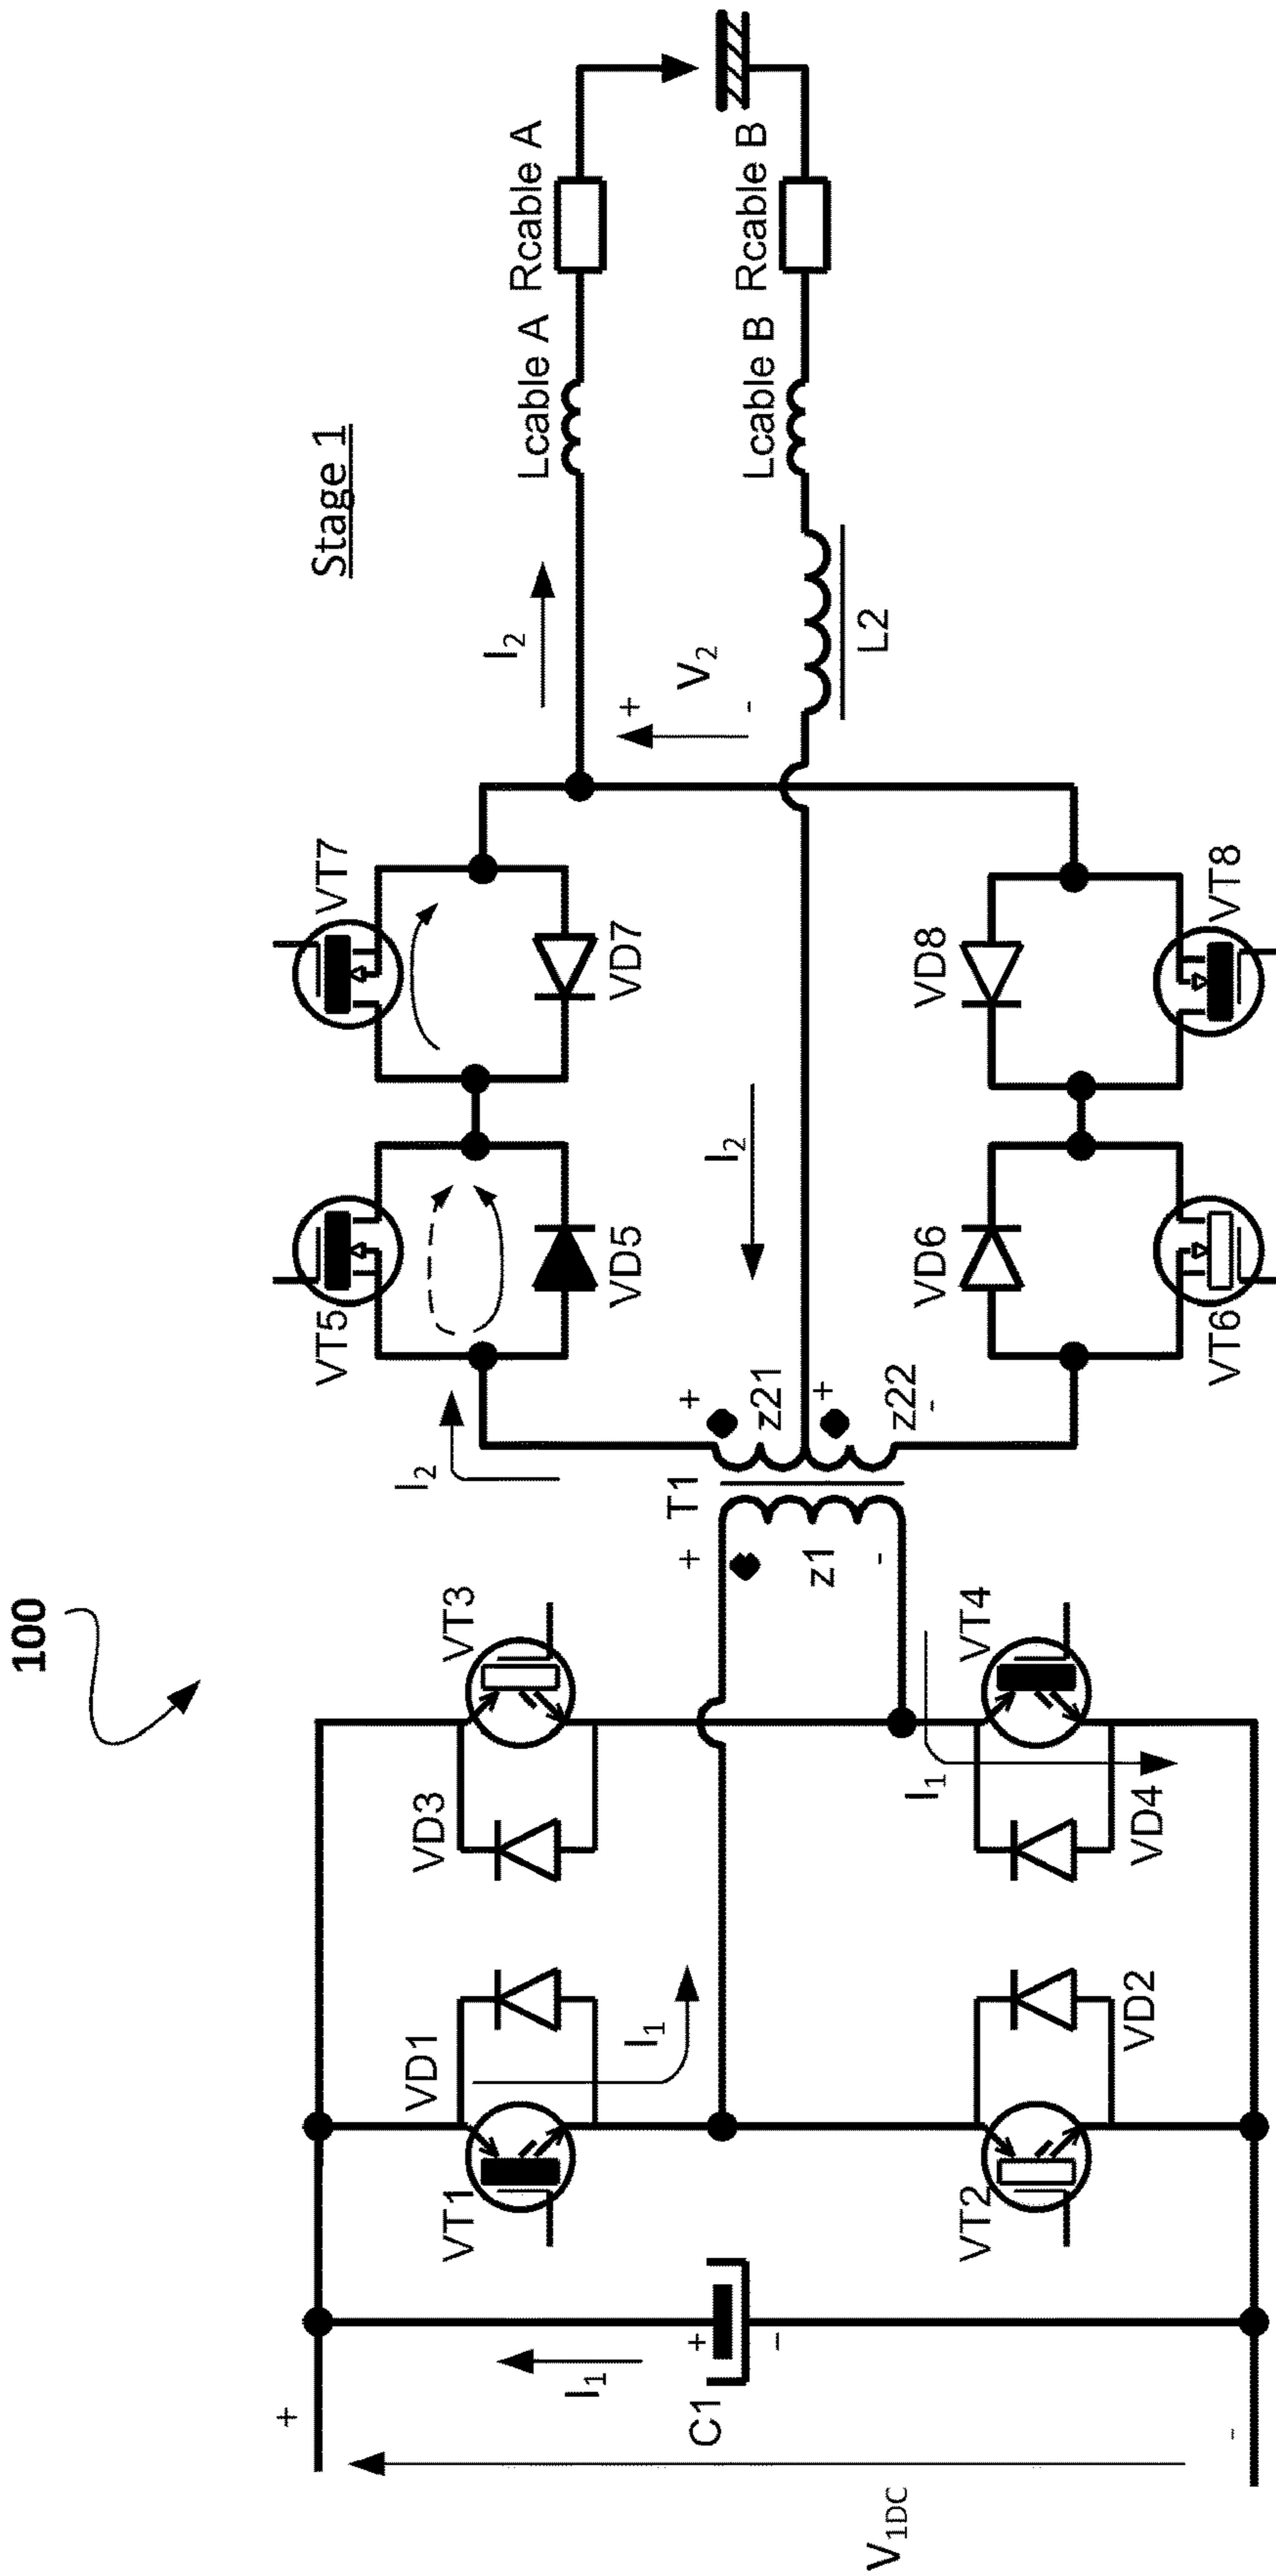 100
Stage 1
V1DC
+
-
I1
C1
+
-
VT1
VD1
I1
VT2
VD2
VD3
VT3
I1
VD4
VT4
T1
+
z1
-
+
z21
+
z22
-
I2
VT5
VD5
VT7
VD7
I2
VD6
VT6
VD8
VT8
I2
+
V2
-
L2
Lcable A
Rcable A
Lcable B
Rcable B